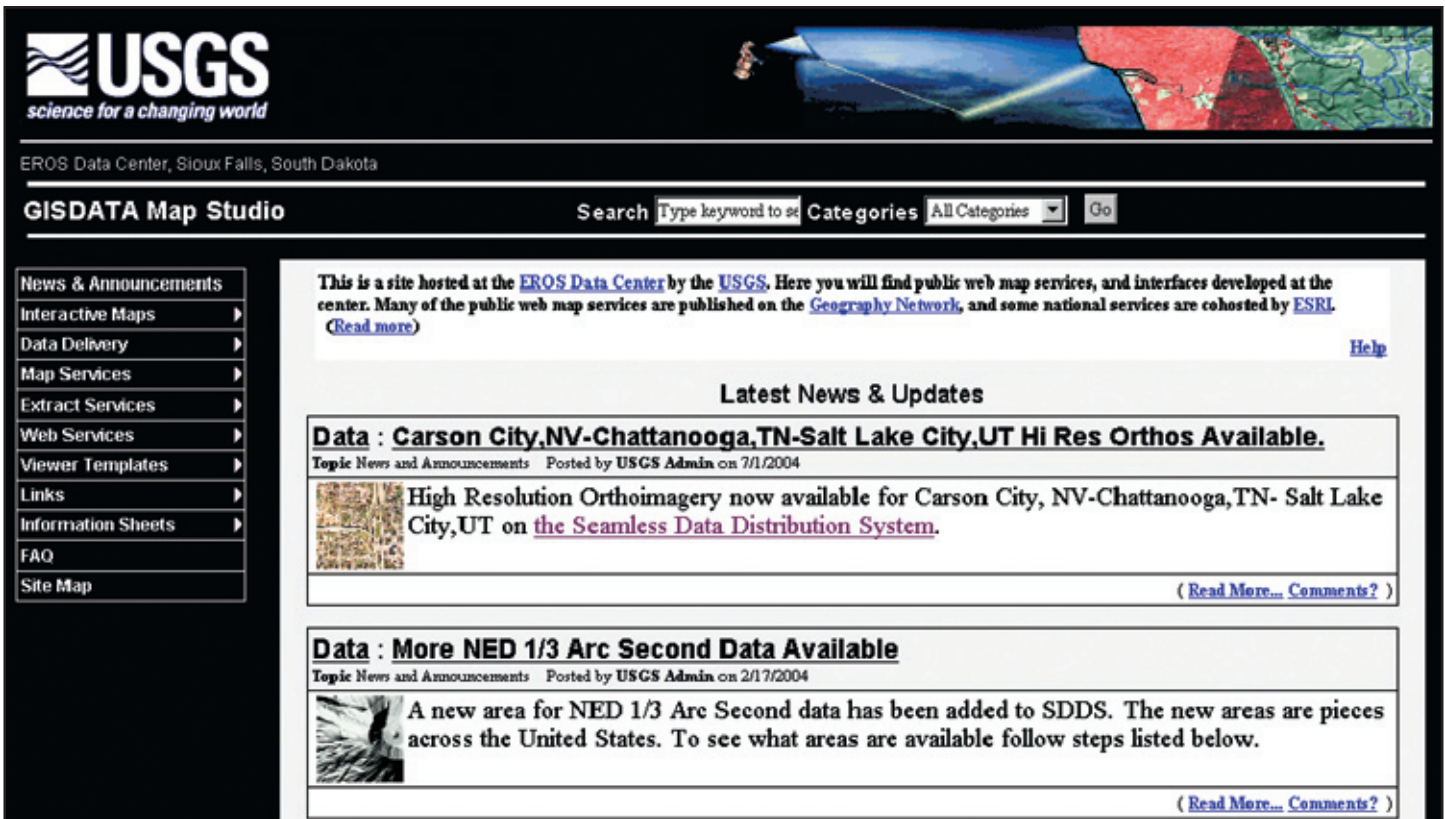 USGS
science for a changing world
EROS Data Center, Sioux Falls, South Dakota
GISDATA Map Studio
Search Type keyword to se Categories All Categories Go
News & Announcements
Interactive Maps
Data Delivery
Map Services
Extract Services
Web Services
Viewer Templates
Links
Information Sheets
FAQ
Site Map
This is a site hosted at the EROS Data Center by the USGS. Here you will find public web map services, and interfaces developed at the
center. Many of the public web map services are published on the Geography Network, and some national services are cohosted by ESRI.
(Read more)
Help
Latest News & Updates
Data : Carson City,NV-Chattanooga,TN-Salt Lake City,UT Hi Res Orthos Available.
Topic News and Announcements Posted by USGS Admin on 7/1/2004
High Resolution Orthoimagery now available for Carson City, NV-Chattanooga,TN- Salt Lake
City,UT on the Seamless Data Distribution System.
( Read More... Comments? )
Data : More NED 1/3 Arc Second Data Available
Topic News and Announcements Posted by USGS Admin on 2/17/2004
A new area for NED 1/3 Arc Second data has been added to SDDS. The new areas are pieces
across the United States. To see what areas are available follow steps listed below.
( Read More... Comments? )